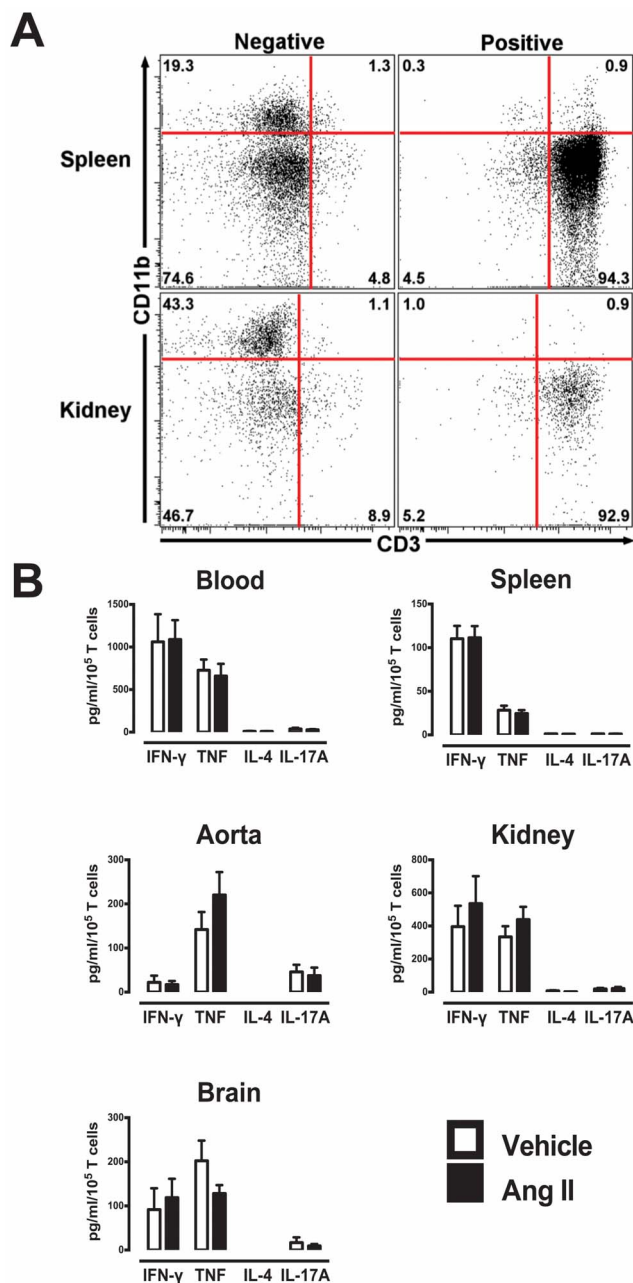 A
Negative Positive
19.3 1.3 0.3 0.9
Spleen
CD11b
74.6 4.8 4.5 94.3
43.3 1.1 1.0 0.9
Kidney
46.7 8.9 5.2 92.9
CD3
B
Blood
pg/ml/10⁵ T cells
1500
1000
500
0
IFN-γ TNF IL-4 IL-17A
Spleen
pg/ml/10⁵ T cells
150
100
50
0
IFN-γ TNF IL-4 IL-17A
Aorta
pg/ml/10⁵ T cells
300
200
100
0
IFN-γ TNF IL-4 IL-17A
Kidney
pg/ml/10⁵ T cells
800
600
400
200
0
IFN-γ TNF IL-4 IL-17A
Brain
pg/ml/10⁵ T cells
300
200
100
0
IFN-γ TNF IL-4 IL-17A
Vehicle
Ang II